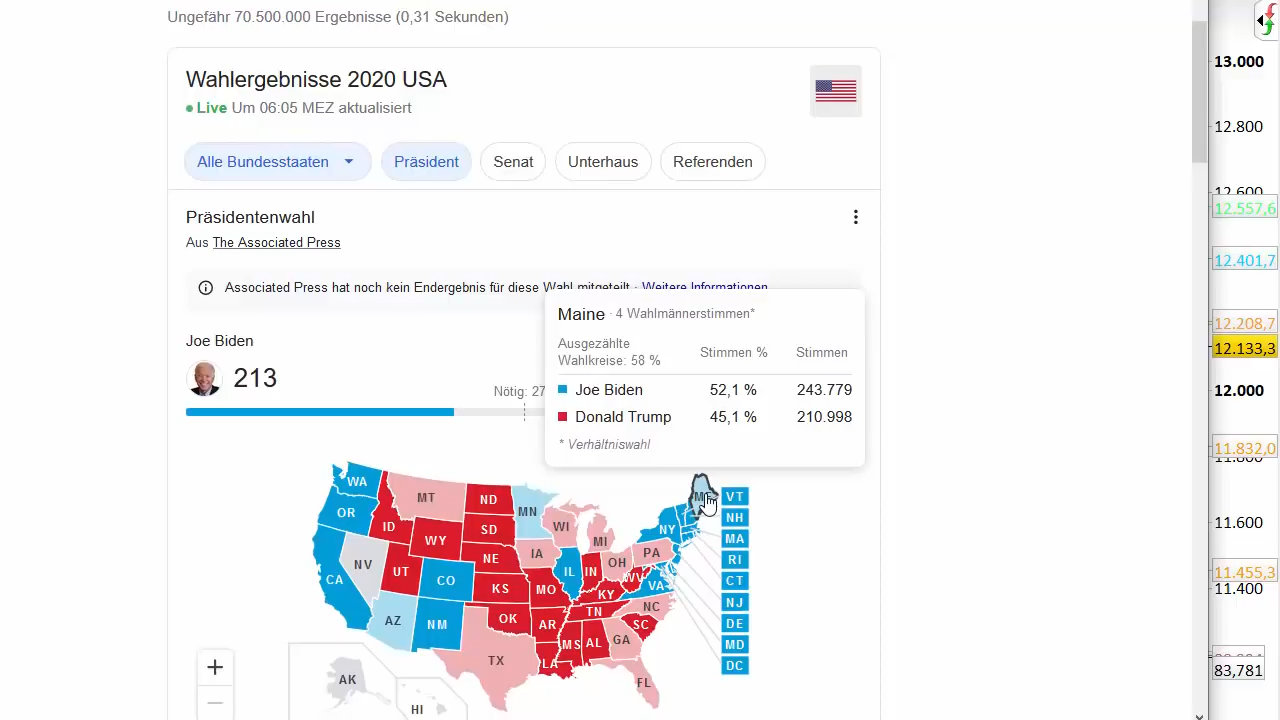 Ungefähr 70.500.000 Ergebnisse (0,31 Sekunden)
Wahlergebnisse 2020 USA
Live Um 06:05 MEZ aktualisiert
Alle Bundesstaaten
Präsident
Senat
Unterhaus
Referenden
Präsidentenwahl
Aus The Associated Press
Associated Press hat noch kein Endergebnis für diese Wahl mitgeteilt · Weitere Informationen
Joe Biden
213
Nötig: 27
Maine · 4 Wahlmännerstimmen*
Ausgezählte
Wahlkreise: 58 %
Stimmen %
Stimmen
Joe Biden 52,1 % 243.779
Donald Trump 45,1 % 210.998
* Verhältniswahl
WA
OR
CA
ID
NV
MT
WY
UT
AZ
CO
NM
ND
SD
NE
KS
OK
TX
MN
IA
MO
AR
LA
WI
IL
MS
MI
IN
KY
TN
AL
OH
WV
GA
FL
PA
VA
NC
SC
NY
ME
VT
NH
MA
RI
CT
NJ
DE
MD
DC
AK
HI
+
−
13.000
12.800
12.600
12.557,6
12.401,7
12.208,7
12.133,3
12.000
11.832,0
11.800
11.600
11.455,3
11.400
83,781